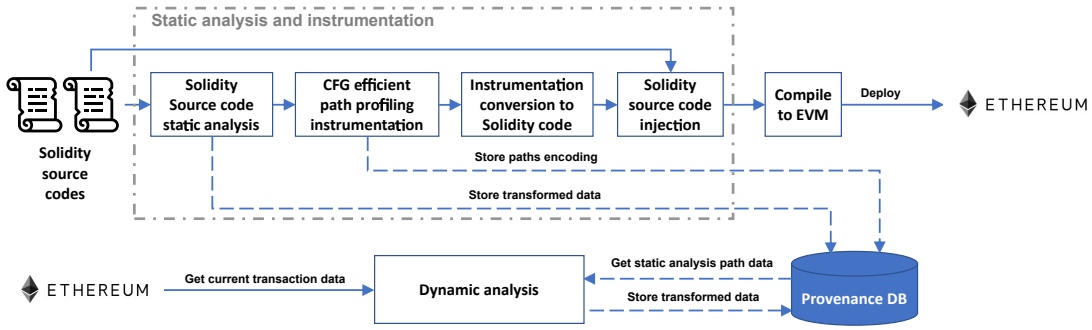 Static analysis and instrumentation
Solidity
Source code
static analysis
CFG efficient
path profiling
instrumentation
Instrumentation
conversion to
Solidity code
Solidity
source code
injection
Compile
to EVM
Deploy
ETHEREUM
Solidity
source
codes
Store paths encoding
Store transformed data
ETHEREUM
Get current transaction data
Dynamic analysis
Get static analysis path data
Store transformed data
Provenance DB